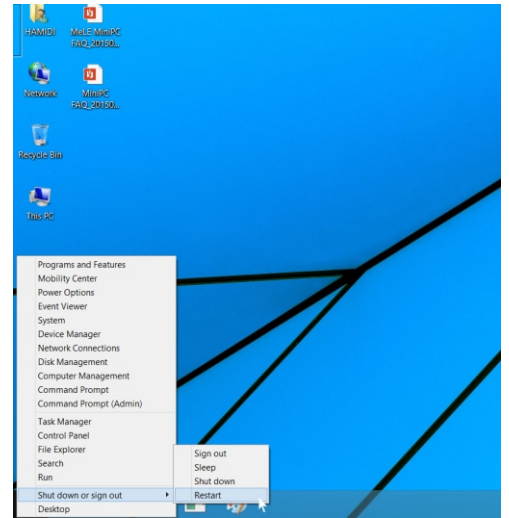 HAMIDI
MeLE MiniPC
FAQ_20150...
Network
MiniPC
FAQ_20150...
Recycle Bin
This PC
Programs and Features
Mobility Center
Power Options
Event Viewer
System
Device Manager
Network Connections
Disk Management
Computer Management
Command Prompt
Command Prompt (Admin)
Task Manager
Control Panel
File Explorer
Search
Run
Shut down or sign out
Desktop
Sign out
Sleep
Shut down
Restart